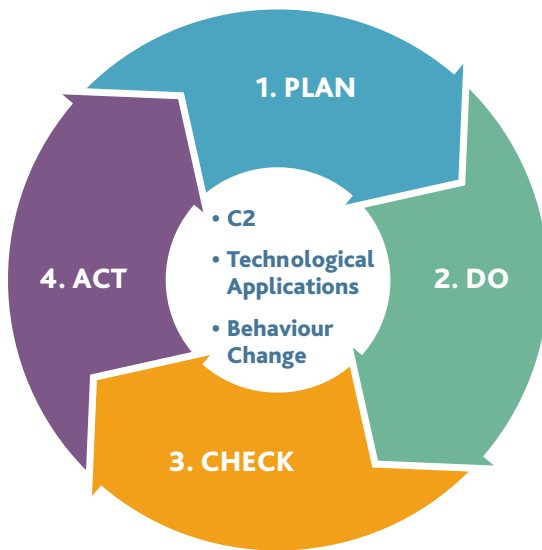 1. PLAN
2. DO
3. CHECK
4. ACT
• C2
• Technological
Applications
• Behaviour
Change